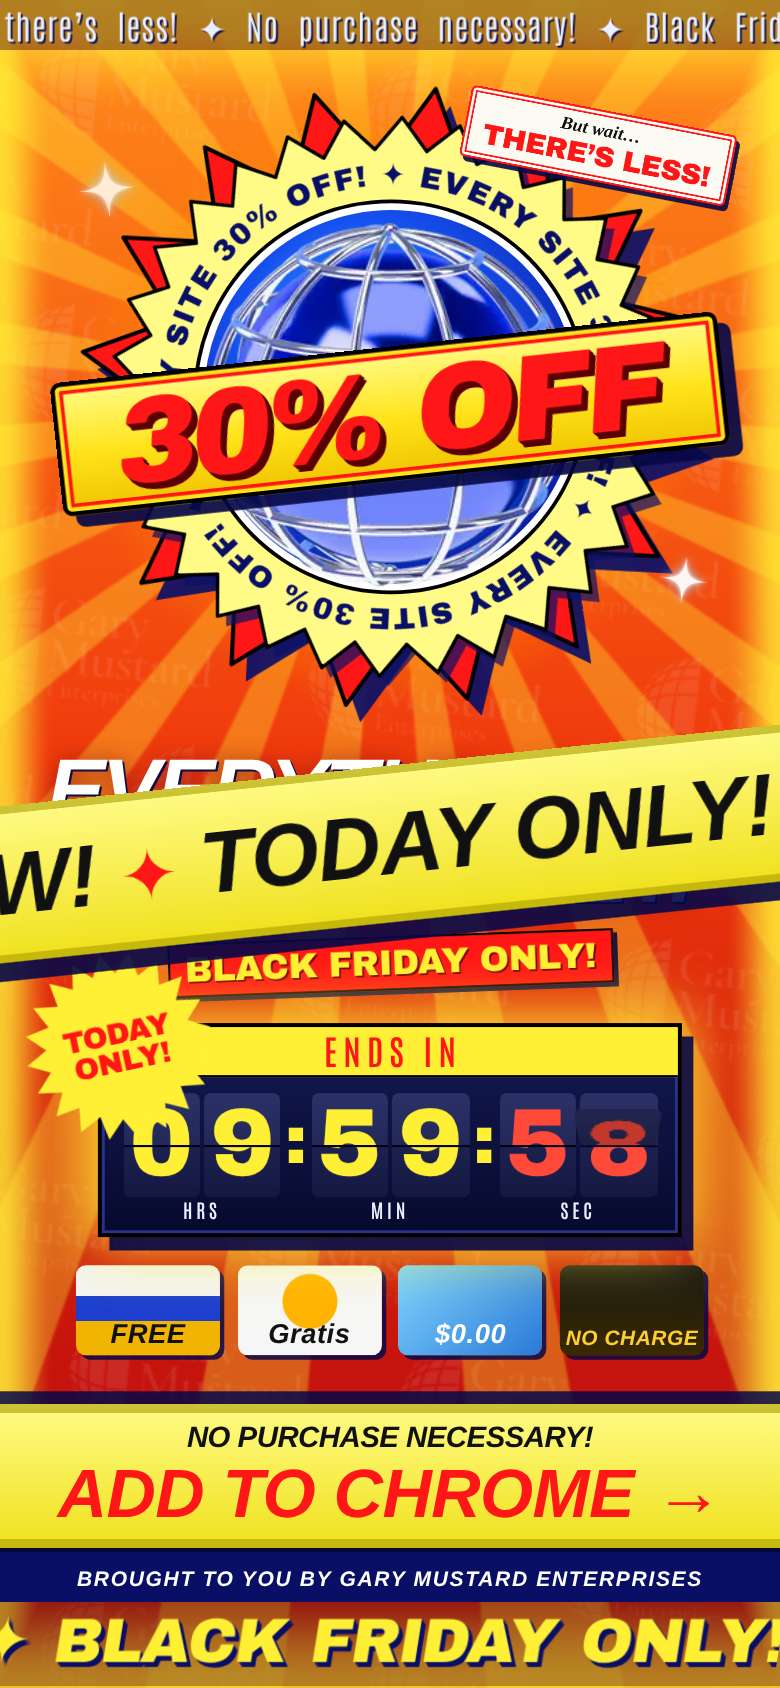 there’s less! ✦ No purchase necessary! ✦ Black
But wait…
THERE’S LESS!
SITE 30% OFF! ✦ EVERY SITE
30% OFF
✦ EVERY SITE 30% OFF!
TODAY ONLY!
BLACK FRIDAY ONLY!
TODAY
ONLY!
ENDS IN
09:59:58
HRS MIN SEC
FREE
Gratis
$0.00
NO CHARGE
NO PURCHASE NECESSARY!
ADD TO CHROME →
BROUGHT TO YOU BY GARY MUSTARD ENTERPRISES
✦ BLACK FRIDAY ONLY!
Gary
Mustard
Enterprises